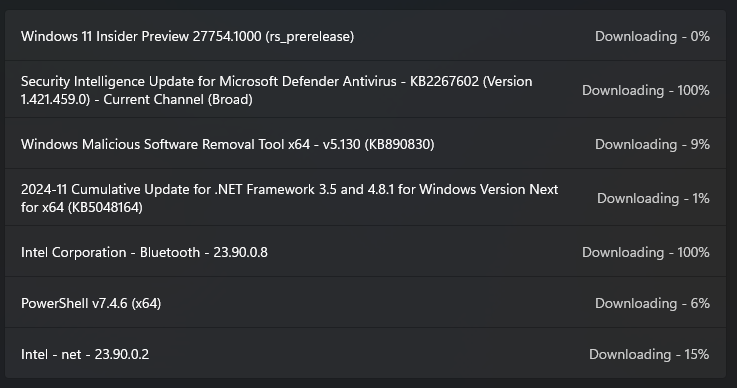 Windows 11 Insider Preview 27754.1000 (rs_prerelease)
Downloading - 0%
Security Intelligence Update for Microsoft Defender Antivirus - KB2267602 (Version
1.421.459.0) - Current Channel (Broad)
Downloading - 100%
Windows Malicious Software Removal Tool x64 - v5.130 (KB890830)
Downloading - 9%
2024-11 Cumulative Update for .NET Framework 3.5 and 4.8.1 for Windows Version Next
for x64 (KB5048164)
Downloading - 1%
Intel Corporation - Bluetooth - 23.90.0.8
Downloading - 100%
PowerShell v7.4.6 (x64)
Downloading - 6%
Intel - net - 23.90.0.2
Downloading - 15%